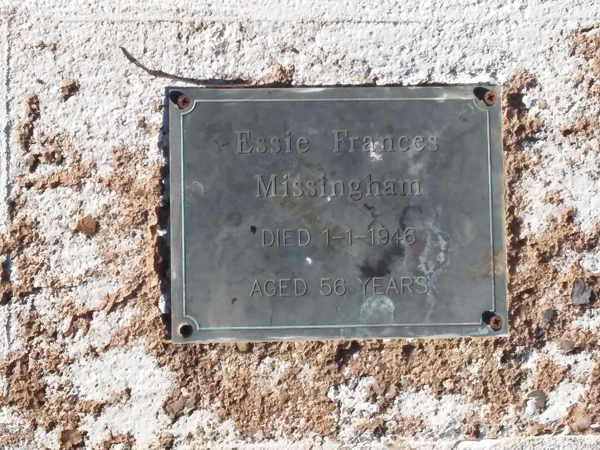 Essie Frances
Missingham
DIED 1-1-1946
AGED 56 YEARS